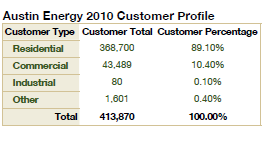 Austin Energy 2010 Customer Profile
Customer Type Customer Total Customer Percentage
Residential 368,700 89.10%
Commercial 43,489 10.40%
Industrial 80 0.10%
Other 1,601 0.40%
Total 413,870 100.00%